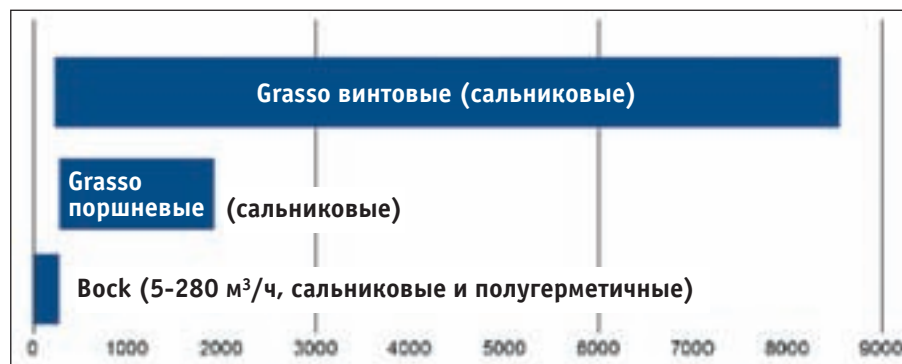 Grasso винтовые (сальниковые)
Grasso
поршневые (сальниковые)
Bock (5-280 м³/ч, сальниковые и полугерметичные)
0 1000 2000 3000 4000 5000 6000 7000 8000 9000